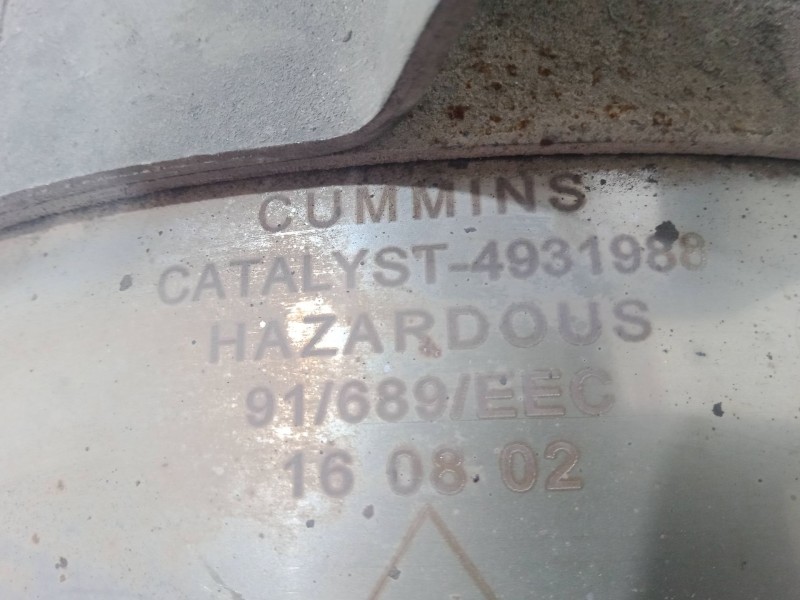 CUMMINS
CATALYST-4931988
HAZARDOUS
91/689/EEC
16 08 02